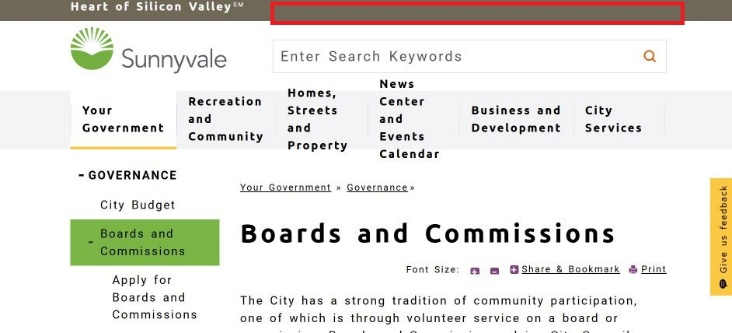 Heart of Silicon Valley℠
Sunnyvale
Enter Search Keywords
Your
Government
Recreation
and
Community
Homes,
Streets
and
Property
News
Center
and
Events
Calendar
Business and
Development
City
Services
- GOVERNANCE
City Budget
- Boards and
Commissions
Apply for
Boards and
Commissions
Your Government » Governance »
Boards and Commissions
Font Size: + - + Share & Bookmark Print
The City has a strong tradition of community participation,
one of which is through volunteer service on a board or
Give us feedback